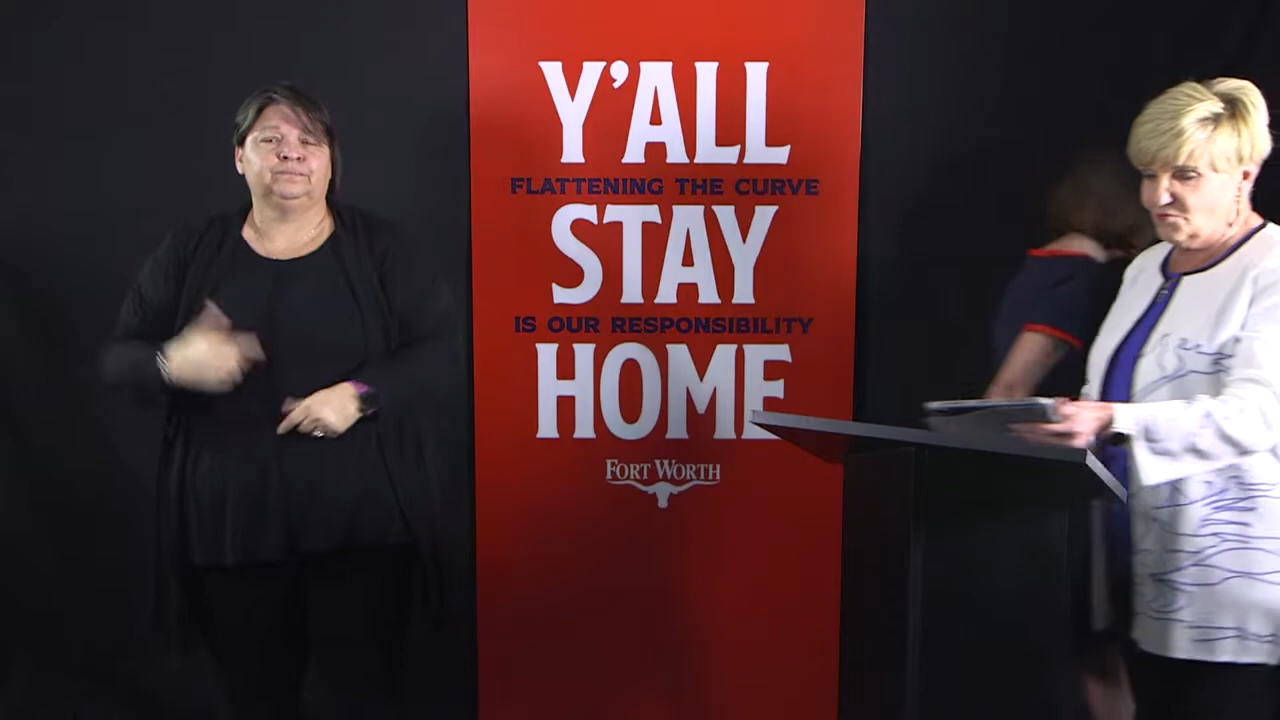 Y'ALL
FLATTENING THE CURVE
STAY
IS OUR RESPONSIBILITY
HOME
FORT WORTH